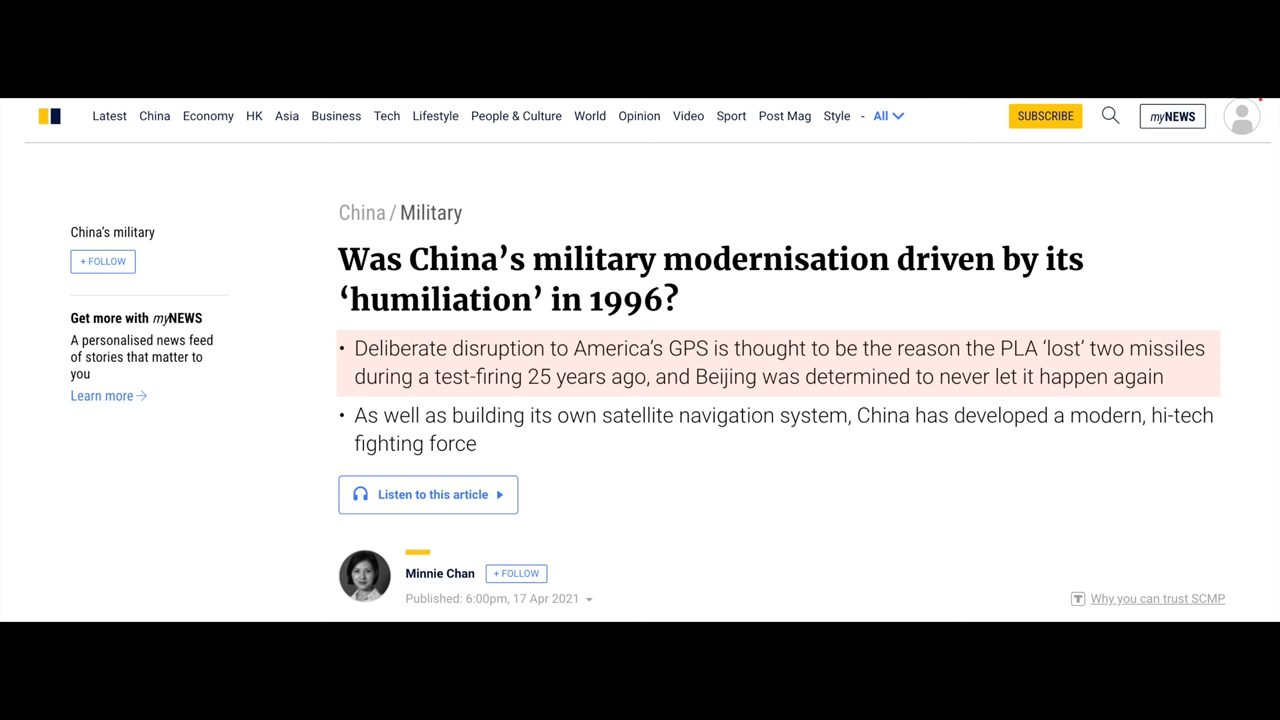 Latest China Economy HK Asia Business Tech Lifestyle People & Culture World Opinion Video Sport Post Mag Style - All SUBSCRIBE myNEWS
China / Military
China's military
+ FOLLOW
Was China’s military modernisation driven by its
‘humiliation’ in 1996?
Get more with myNEWS
A personalised news feed
of stories that matter to
you
Learn more
• Deliberate disruption to America’s GPS is thought to be the reason the PLA ‘lost’ two missiles
during a test-firing 25 years ago, and Beijing was determined to never let it happen again
• As well as building its own satellite navigation system, China has developed a modern, hi-tech
fighting force
Listen to this article
Minnie Chan + FOLLOW
Published: 6:00pm, 17 Apr 2021
T Why you can trust SCMP